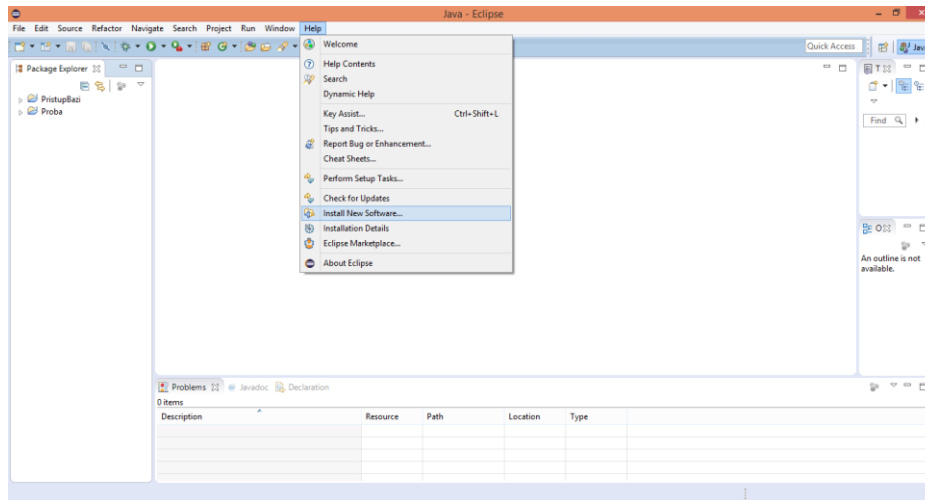 Java - Eclipse
File Edit Source Refactor Navigate Search Project Run Window Help
Quick Access
Java
Package Explorer
PristupBazi
Proba
Welcome
Help Contents
Search
Dynamic Help
Key Assist... Ctrl+Shift+L
Tips and Tricks...
Report Bug or Enhancement...
Cheat Sheets...
Perform Setup Tasks...
Check for Updates
Install New Software...
Installation Details
Eclipse Marketplace...
About Eclipse
T
Find
O
An outline is not
available.
Problems Javadoc Declaration
0 items
Description Resource Path Location Type